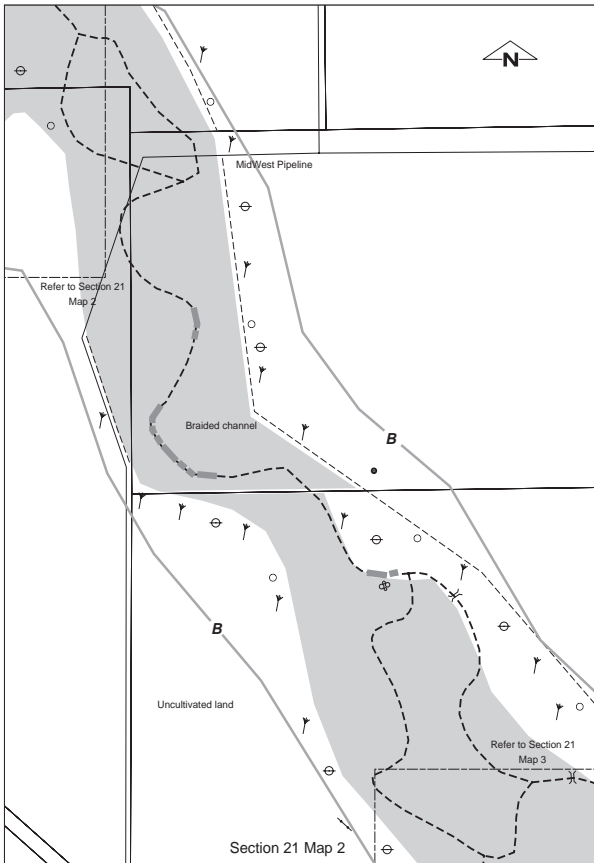 N
MidWest Pipeline
Refer to Section 21
Map 2
Braided channel
B
B
Uncultivated land
Refer to Section 21
Map 3
Section 21 Map 2